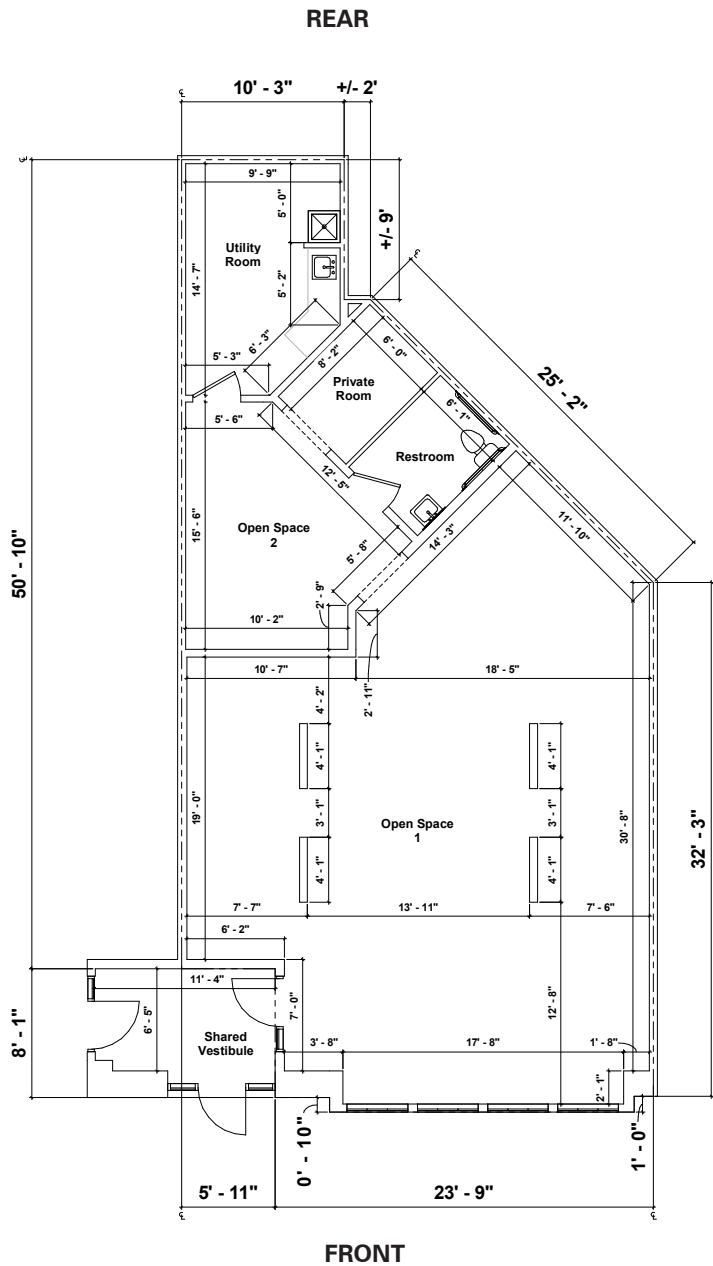 REAR
10' - 3"
+/- 2'
9' - 9"
5' - 0"
+/- 9'
Utility
Room
14' - 7"
5' - 2"
6' - 3"
5' - 3"
8' - 2"
6' - 0"
25' - 2"
Private
Room
6' - 1"
5' - 6"
Restroom
12' - 5"
15' - 6"
Open Space
2
14' - 3"
11' - 10"
5' - 8"
50' - 10"
2' - 9"
10' - 2"
10' - 7"
18' - 5"
2' - 11"
4' - 2"
4' - 1"
4' - 1"
3' - 1"
3' - 1"
19' - 0"
Open Space
1
30' - 8"
32' - 3"
4' - 1"
4' - 1"
7' - 7"
13' - 11"
7' - 6"
6' - 2"
11' - 4"
6' - 5"
7' - 0"
12' - 8"
8' - 1"
Shared
Vestibule
3' - 8"
17' - 8"
1' - 8"
2' - 1"
0' - 10"
1' - 0"
5' - 11"
23' - 9"
FRONT